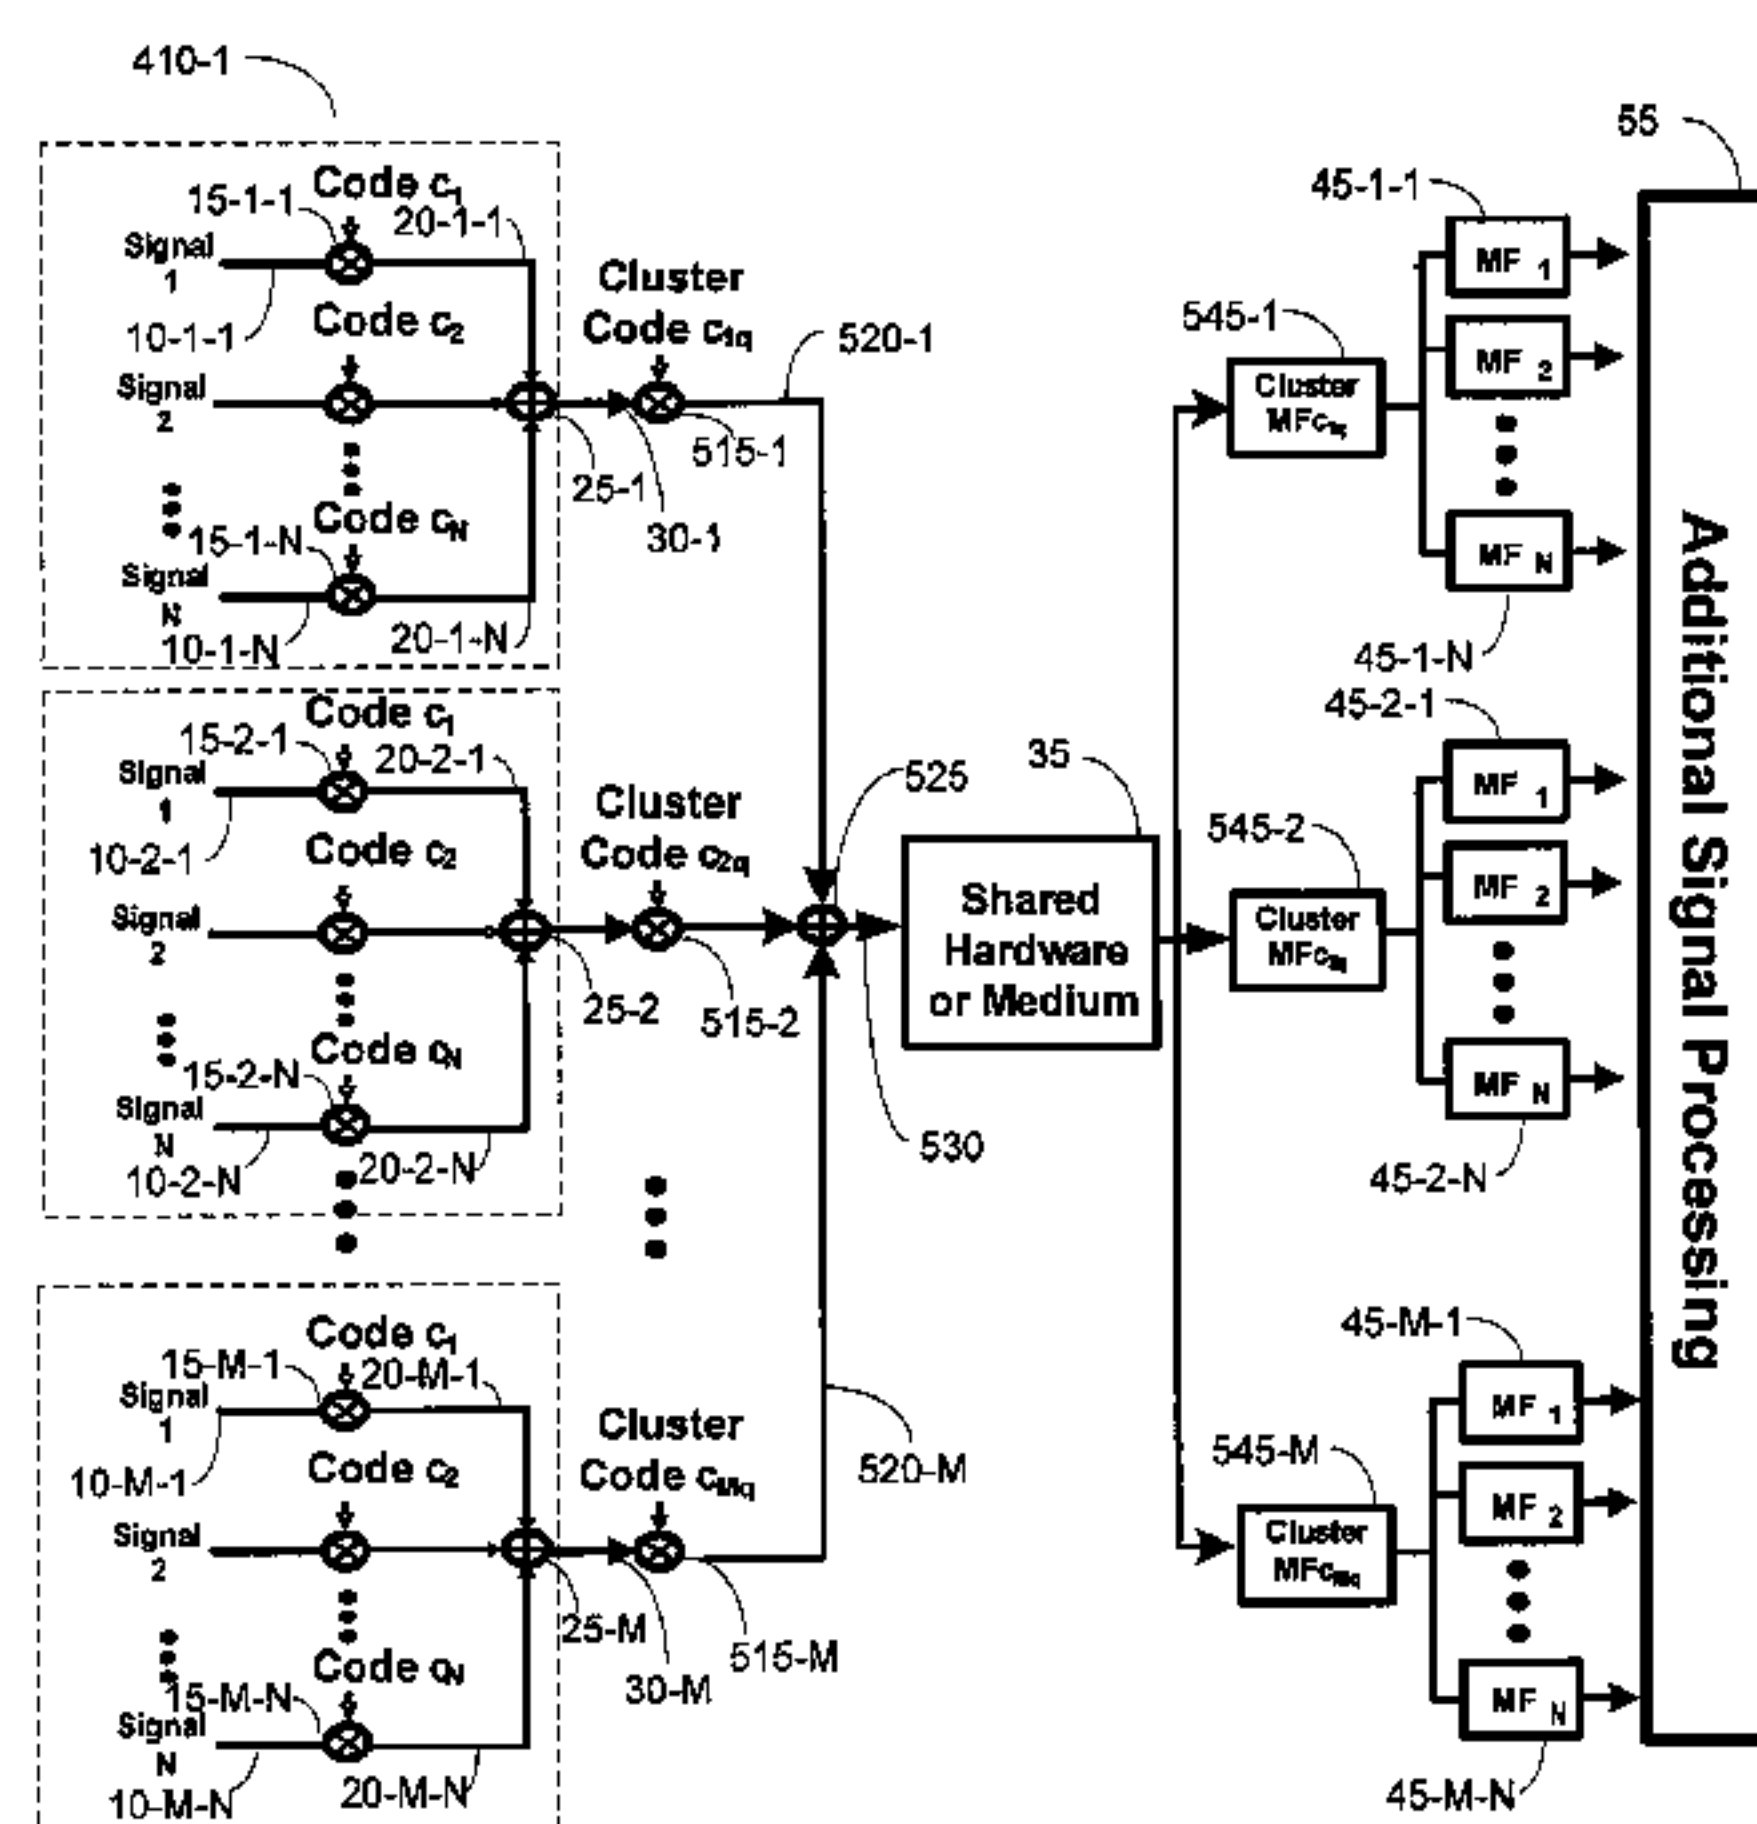 410-1
Code c1
15-1-1
20-1-1
Signal
1
10-1-1
Code c2
Signal
2
Code cN
15-1-N
Signal
N
10-1-N
20-1-N
Cluster
Code c1q
520-1
515-1
25-1
30-1
Code c1
15-2-1
20-2-1
Signal
1
10-2-1
Code c2
Signal
2
Code cN
15-2-N
Signal
N
10-2-N
20-2-N
Cluster
Code c2q
25-2
515-2
525
530
35
Shared
Hardware
or Medium
Code c1
15-M-1
20-M-1
Signal
1
10-M-1
Code c2
Signal
2
Code cN
15-M-N
Signal
N
10-M-N
20-M-N
Cluster
Code cMq
25-M
30-M
515-M
520-M
545-1
Cluster
MFc1q
45-1-1
MF 1
MF 2
MF N
45-1-N
545-2
Cluster
MFc2q
45-2-1
MF 1
MF 2
MF N
45-2-N
545-M
Cluster
MFcMq
45-M-1
MF 1
MF 2
MF N
45-M-N
55
Additional Signal Processing